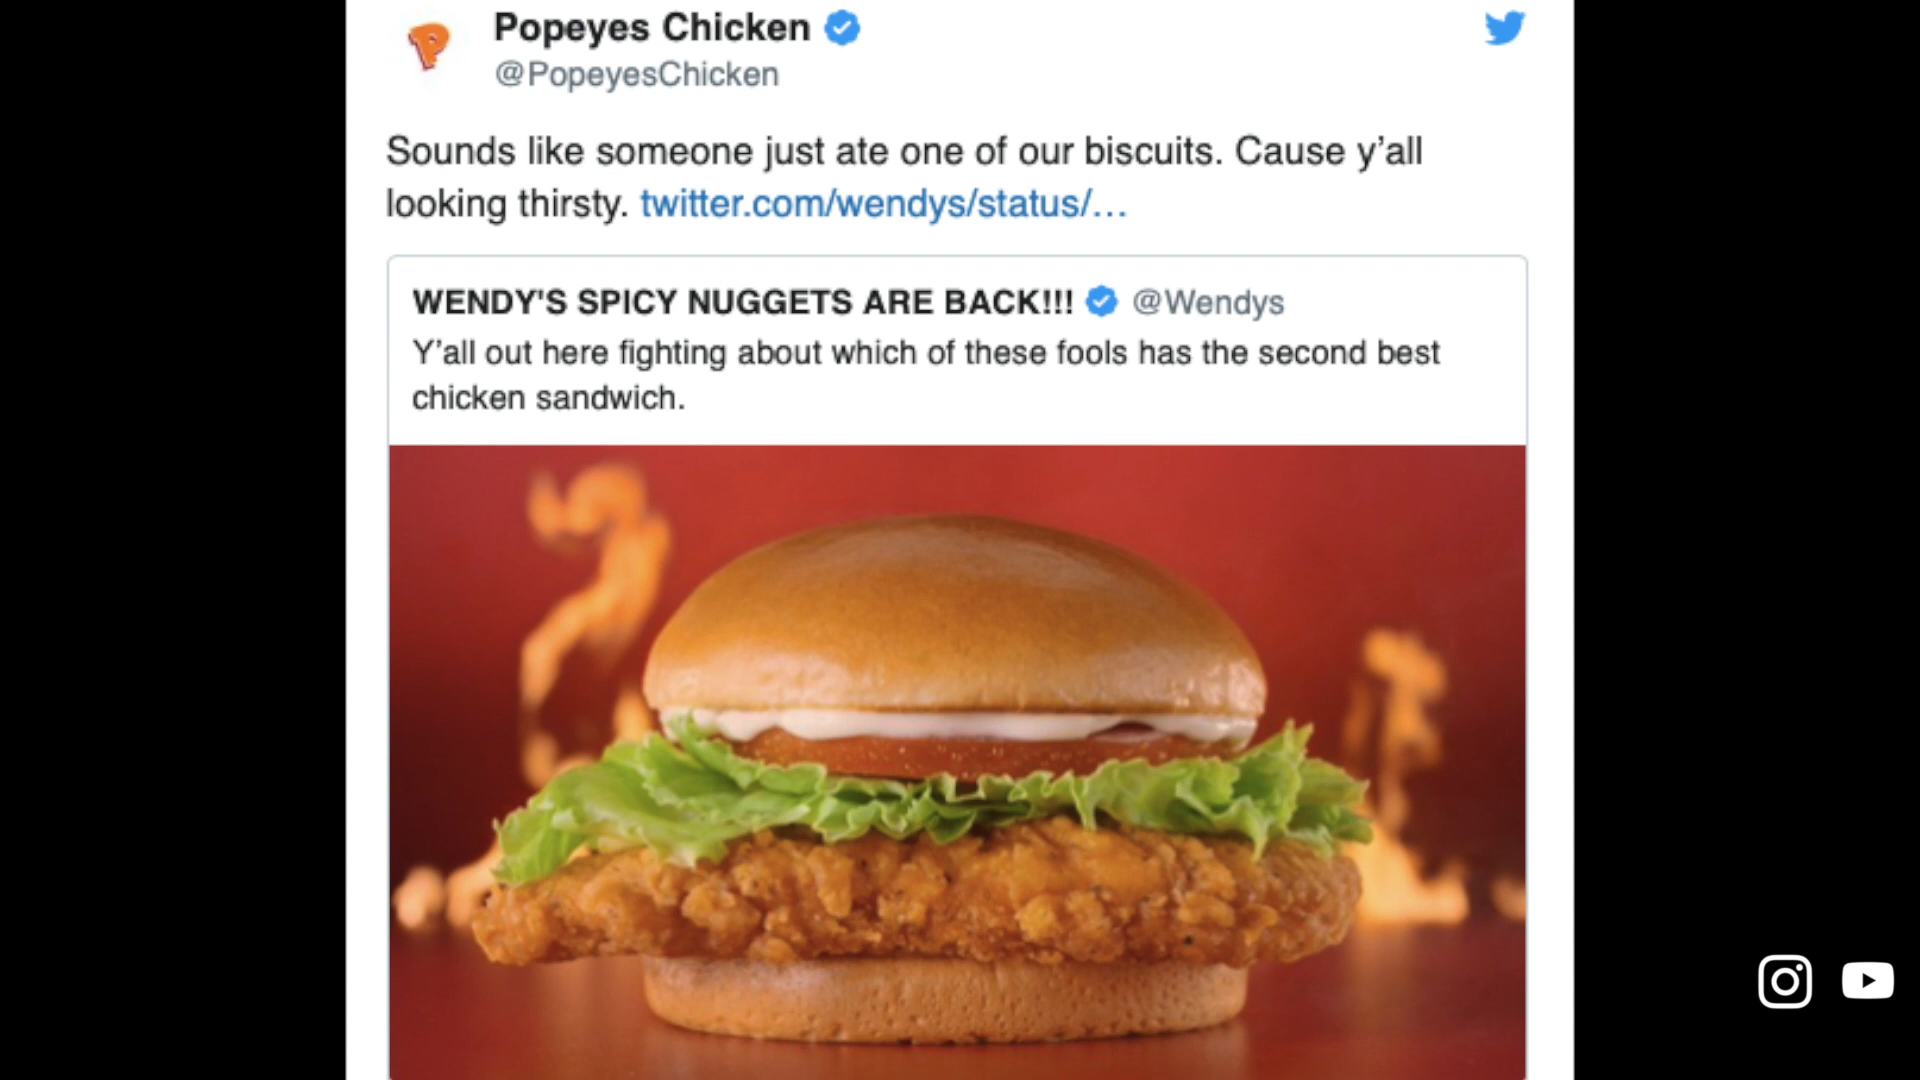 Popeyes Chicken
@PopeyesChicken
Sounds like someone just ate one of our biscuits. Cause y’all
looking thirsty. twitter.com/wendys/status/…
WENDY'S SPICY NUGGETS ARE BACK!!! @Wendys
Y’all out here fighting about which of these fools has the second best
chicken sandwich.